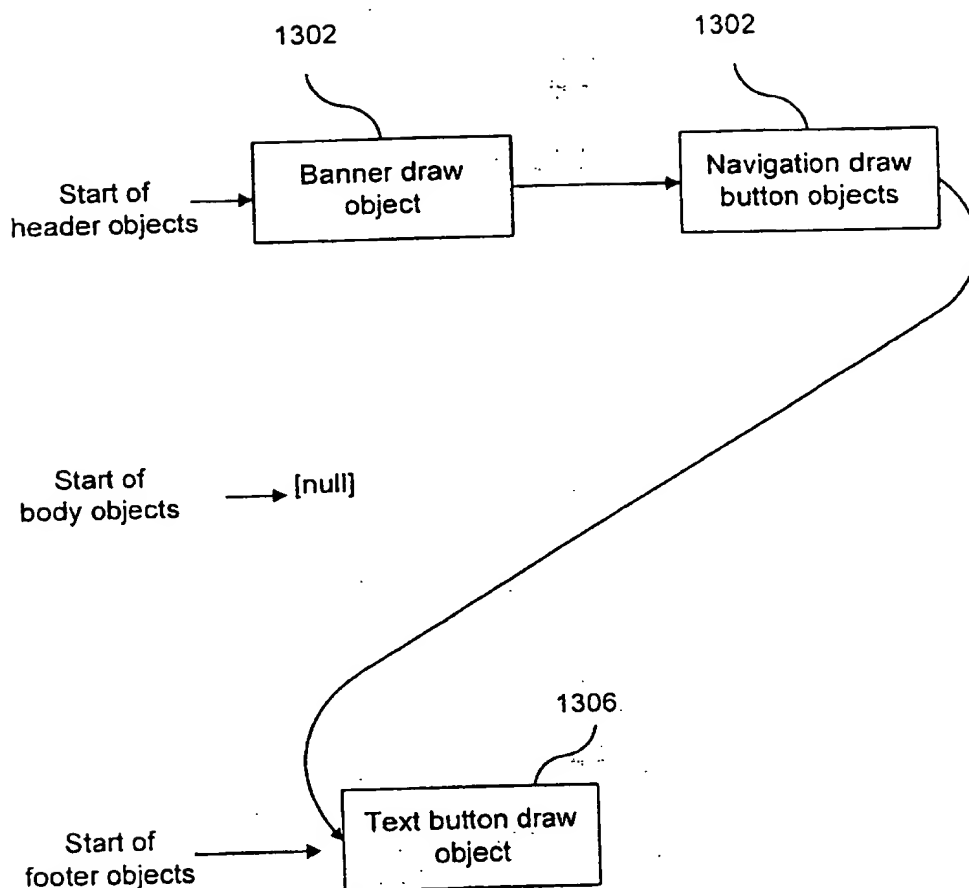 1302
1302
Banner draw
object
Navigation draw
button objects
Start of
header objects
Start of
body objects
[null]
1306
Text button draw
object
Start of
footer objects